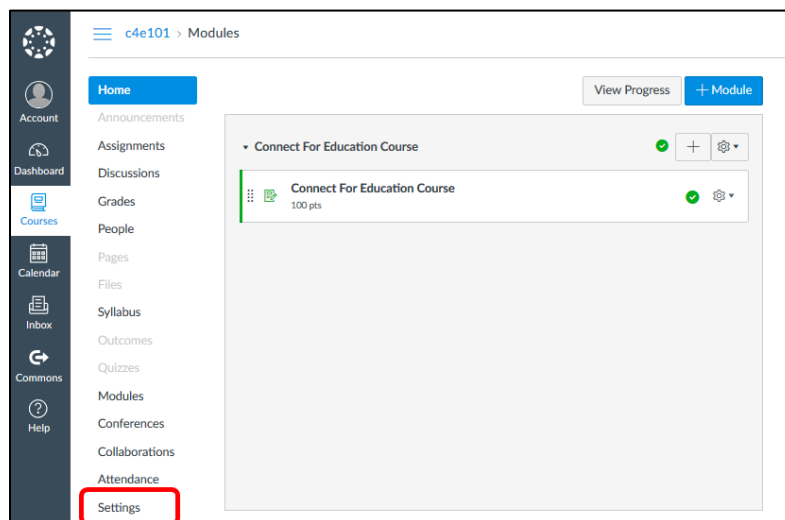 c4e101 › Modules
Account
Dashboard
Courses
Calendar
Inbox
Commons
Help
Home
Announcements
Assignments
Discussions
Grades
People
Pages
Files
Syllabus
Outcomes
Quizzes
Modules
Conferences
Collaborations
Attendance
Settings
View Progress
+ Module
Connect For Education Course
Connect For Education Course
100 pts